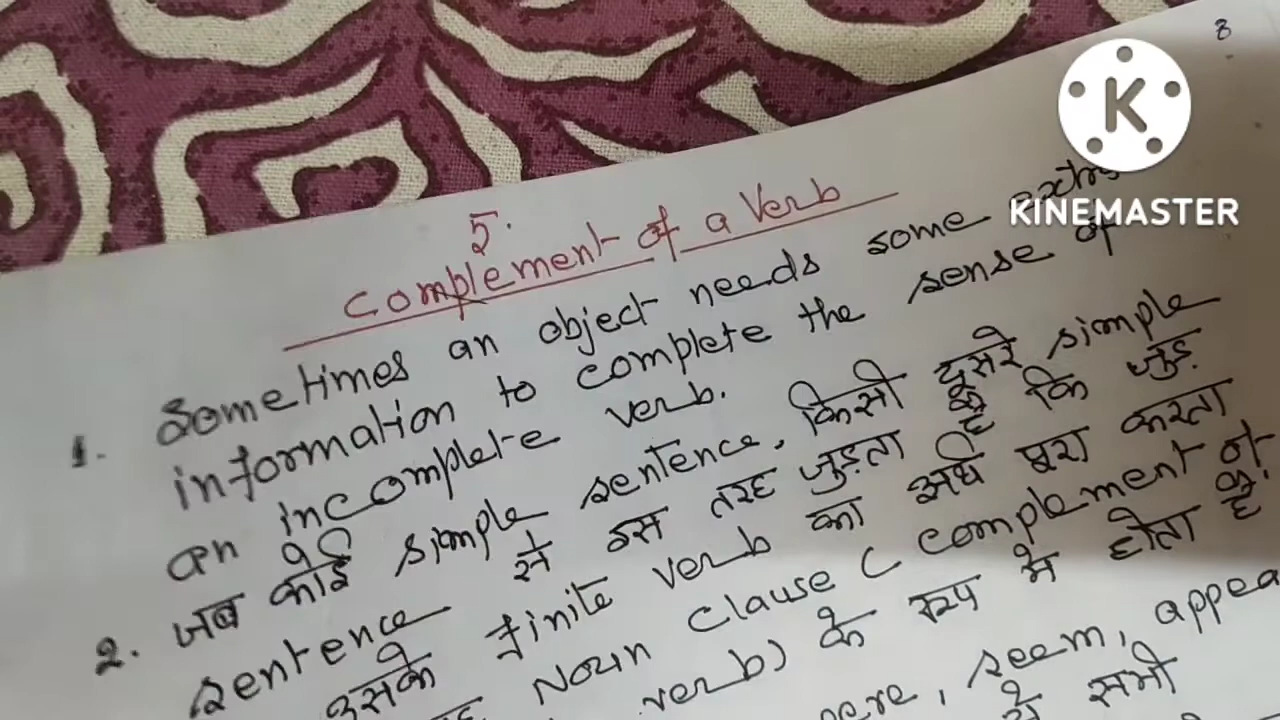 8
K
KINEMASTER
5.
Complement of a Verb
1. Sometimes an object needs some extra
information to complete the sense of
an incomplete verb.
2. जब कोई simple sentence, किसी दूसरे simple
sentence से इस तरह जुड़ता है कि जुड़
उसके finite verb का अर्थ पूरा करता
Noun clause (complement of
verb) के रूप में होता है.
were, seem, appea
ये सभी